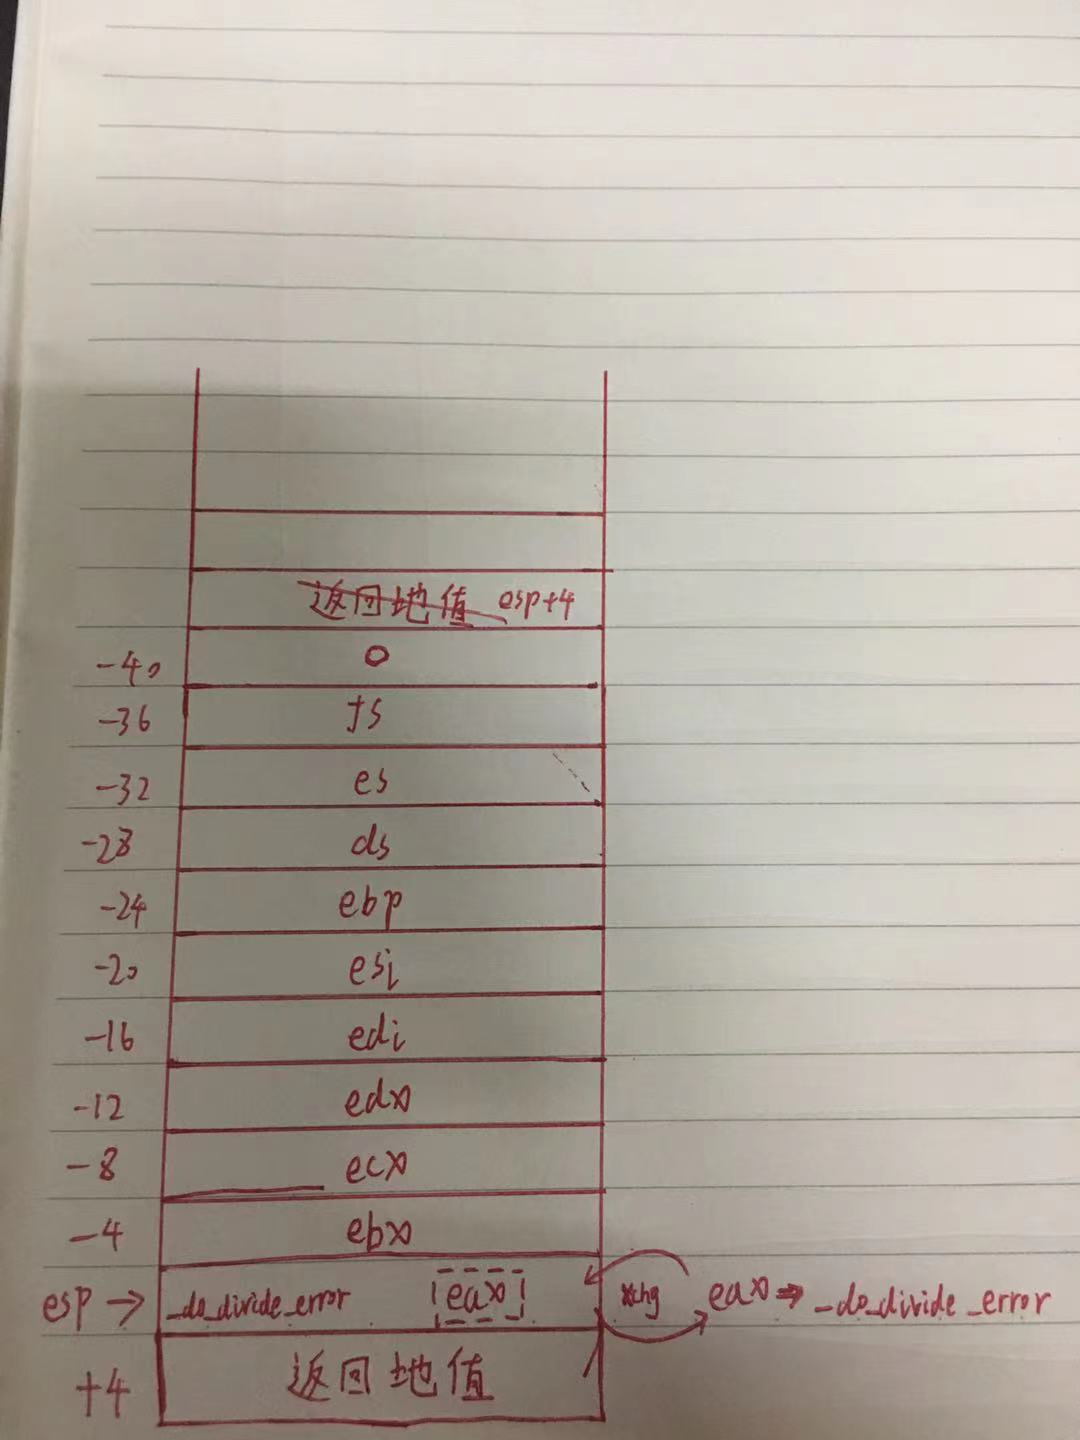 返回地值 esp+4
-40 0
-36 fs
-32 es
-28 ds
-24 ebp
-20 esi
-16 edi
-12 edx
-8 ecx
-4 ebx
esp → _do_divide_error eax xchg eax ⇒ _do_divide_error
+4 返回地值